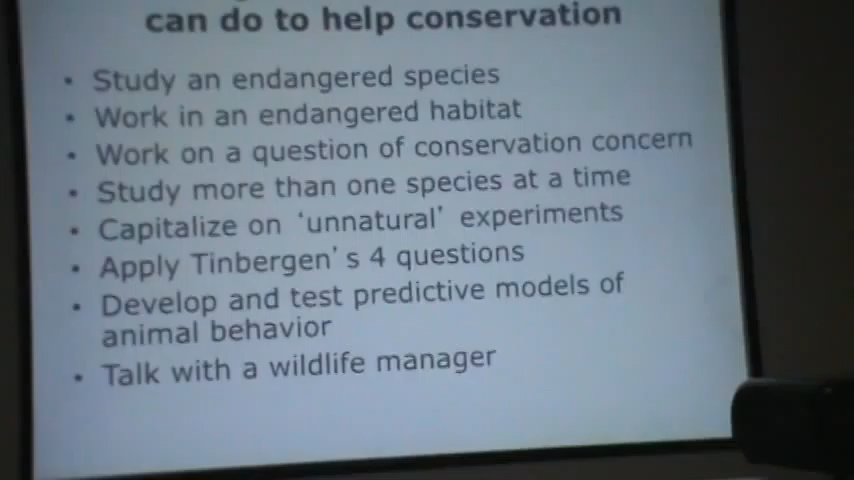 can do to help conservation
• Study an endangered species
• Work in an endangered habitat
• Work on a question of conservation concern
• Study more than one species at a time
• Capitalize on ‘unnatural’ experiments
• Apply Tinbergen’s 4 questions
• Develop and test predictive models of
animal behavior
• Talk with a wildlife manager